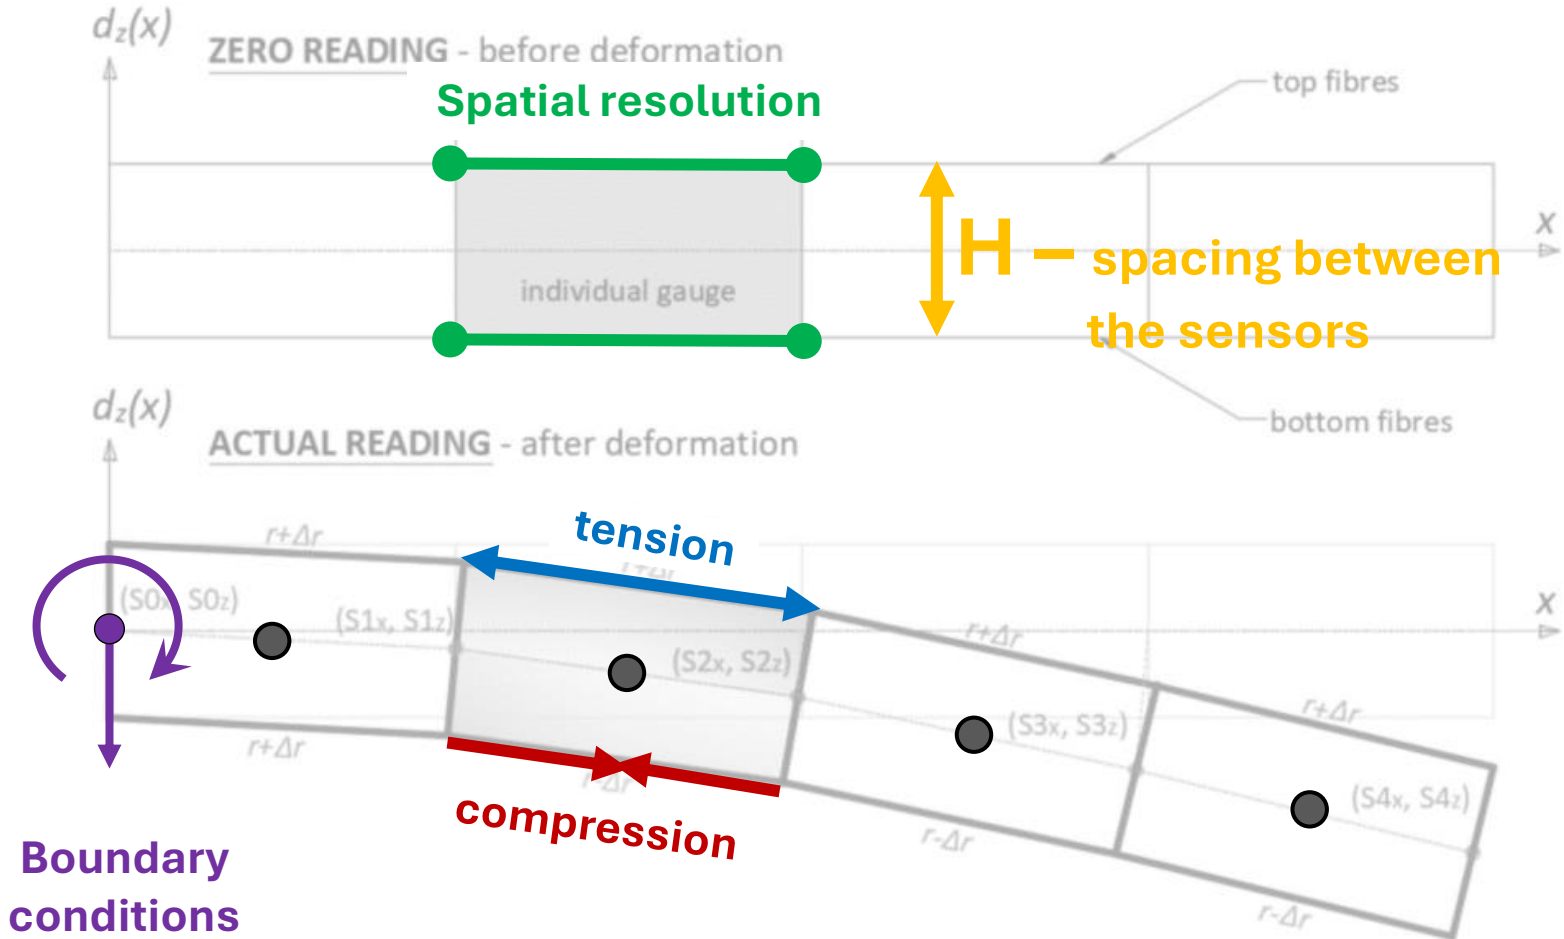 dz(x)
ZERO READING - before deformation
Spatial resolution
top fibres
x
H – spacing between
the sensors
individual gauge
bottom fibres
dz(x)
ACTUAL READING - after deformation
tension
r+Δr
r+Δr
(S0x, S0z)
(S1x, S1z)
x
r+Δr
(S2x, S2z)
r+Δr
(S3x, S3z)
r+Δr
r-Δr
(S4x, S4z)
compression
r-Δr
r-Δr
Boundary
conditions